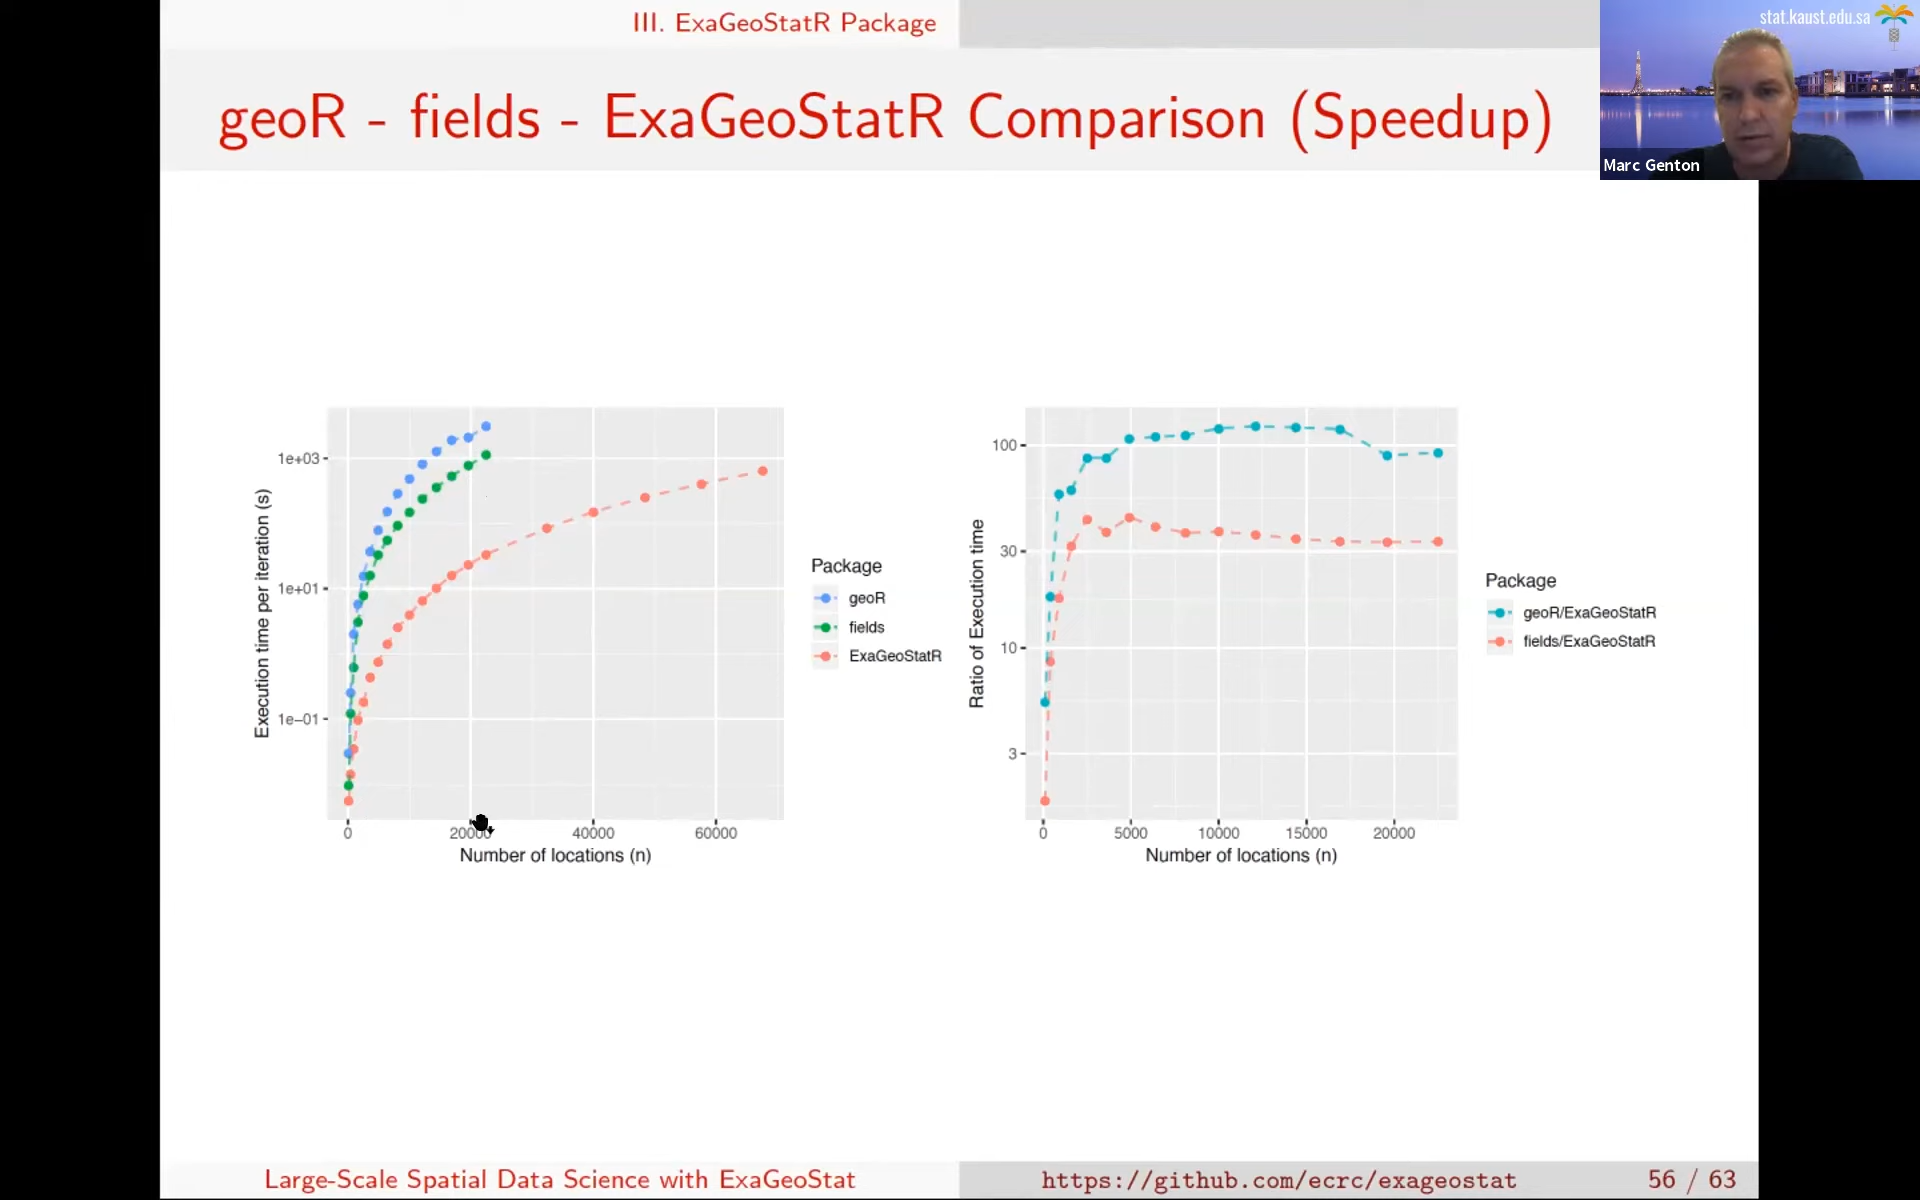 III. ExaGeoStatR Package
stat.kaust.edu.sa
geoR - fields - ExaGeoStatR Comparison (Speedup)
Marc Genton
Execution time per iteration (s)
1e+03
1e+01
1e−01
0
20000
40000
60000
Number of locations (n)
Package
geoR
fields
ExaGeoStatR
Ratio of Execution time
100
30
10
3
0
5000
10000
15000
20000
Number of locations (n)
Package
geoR/ExaGeoStatR
fields/ExaGeoStatR
Large-Scale Spatial Data Science with ExaGeoStat
https://github.com/ecrc/exageostat
56 / 63